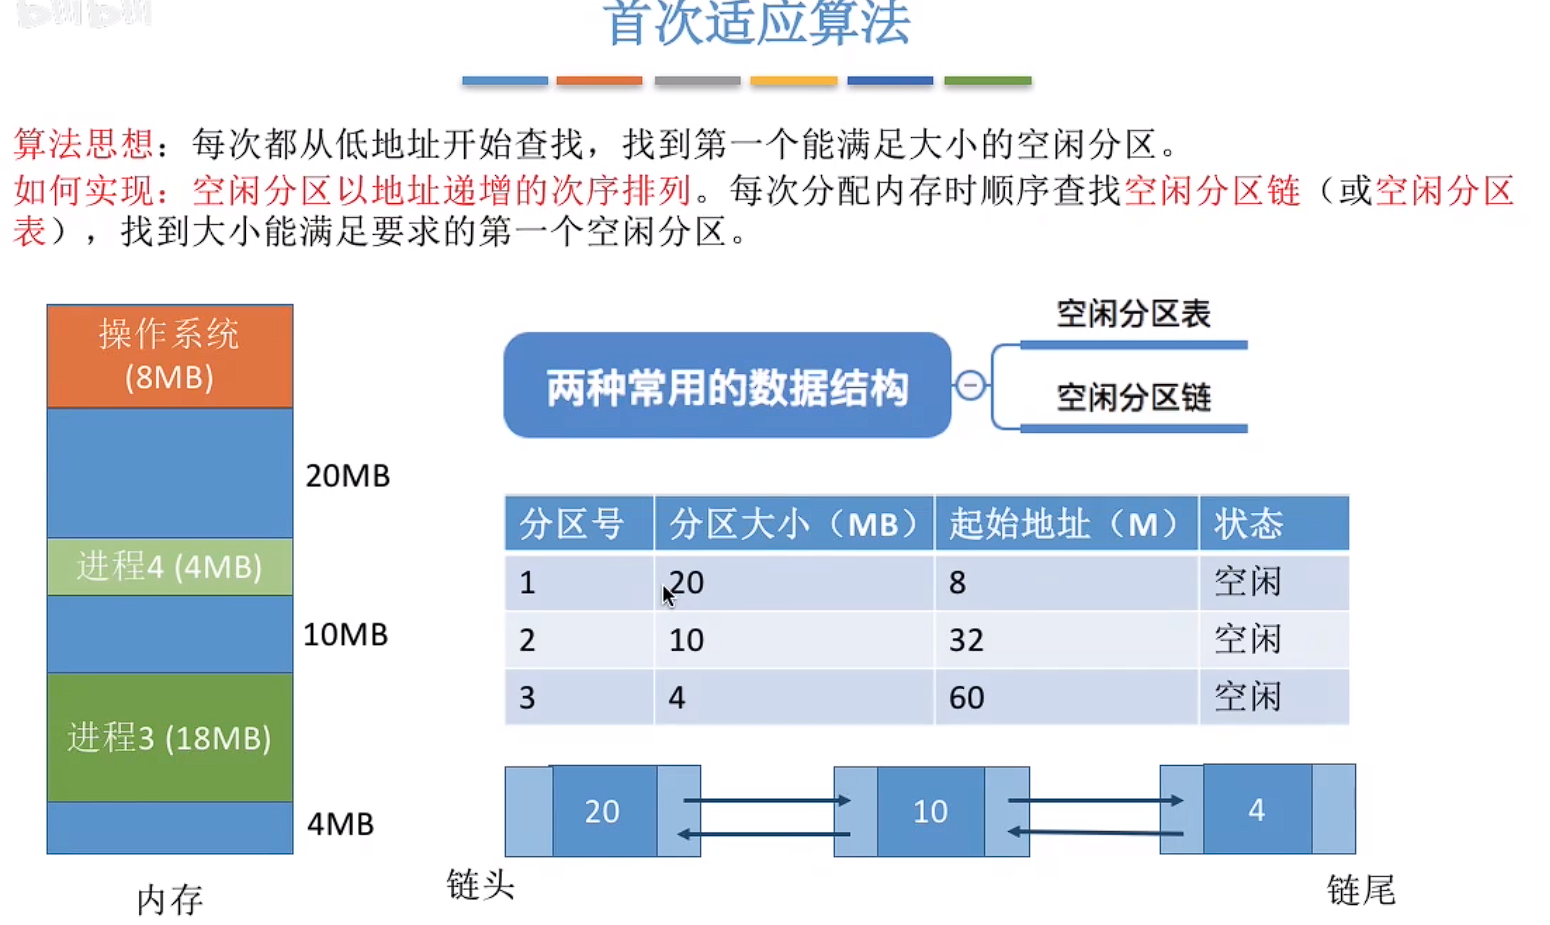 首次适应算法
算法思想：每次都从低地址开始查找，找到第一个能满足大小的空闲分区。
如何实现：空闲分区以地址递增的次序排列。每次分配内存时顺序查找空闲分区链（或空闲分区
表），找到大小能满足要求的第一个空闲分区。
操作系统
(8MB)
20MB
进程4 (4MB)
10MB
进程3 (18MB)
4MB
内存
两种常用的数据结构
空闲分区表
空闲分区链
分区号 分区大小（MB） 起始地址（M） 状态
1 20 8 空闲
2 10 32 空闲
3 4 60 空闲
20 10 4
链头 链尾